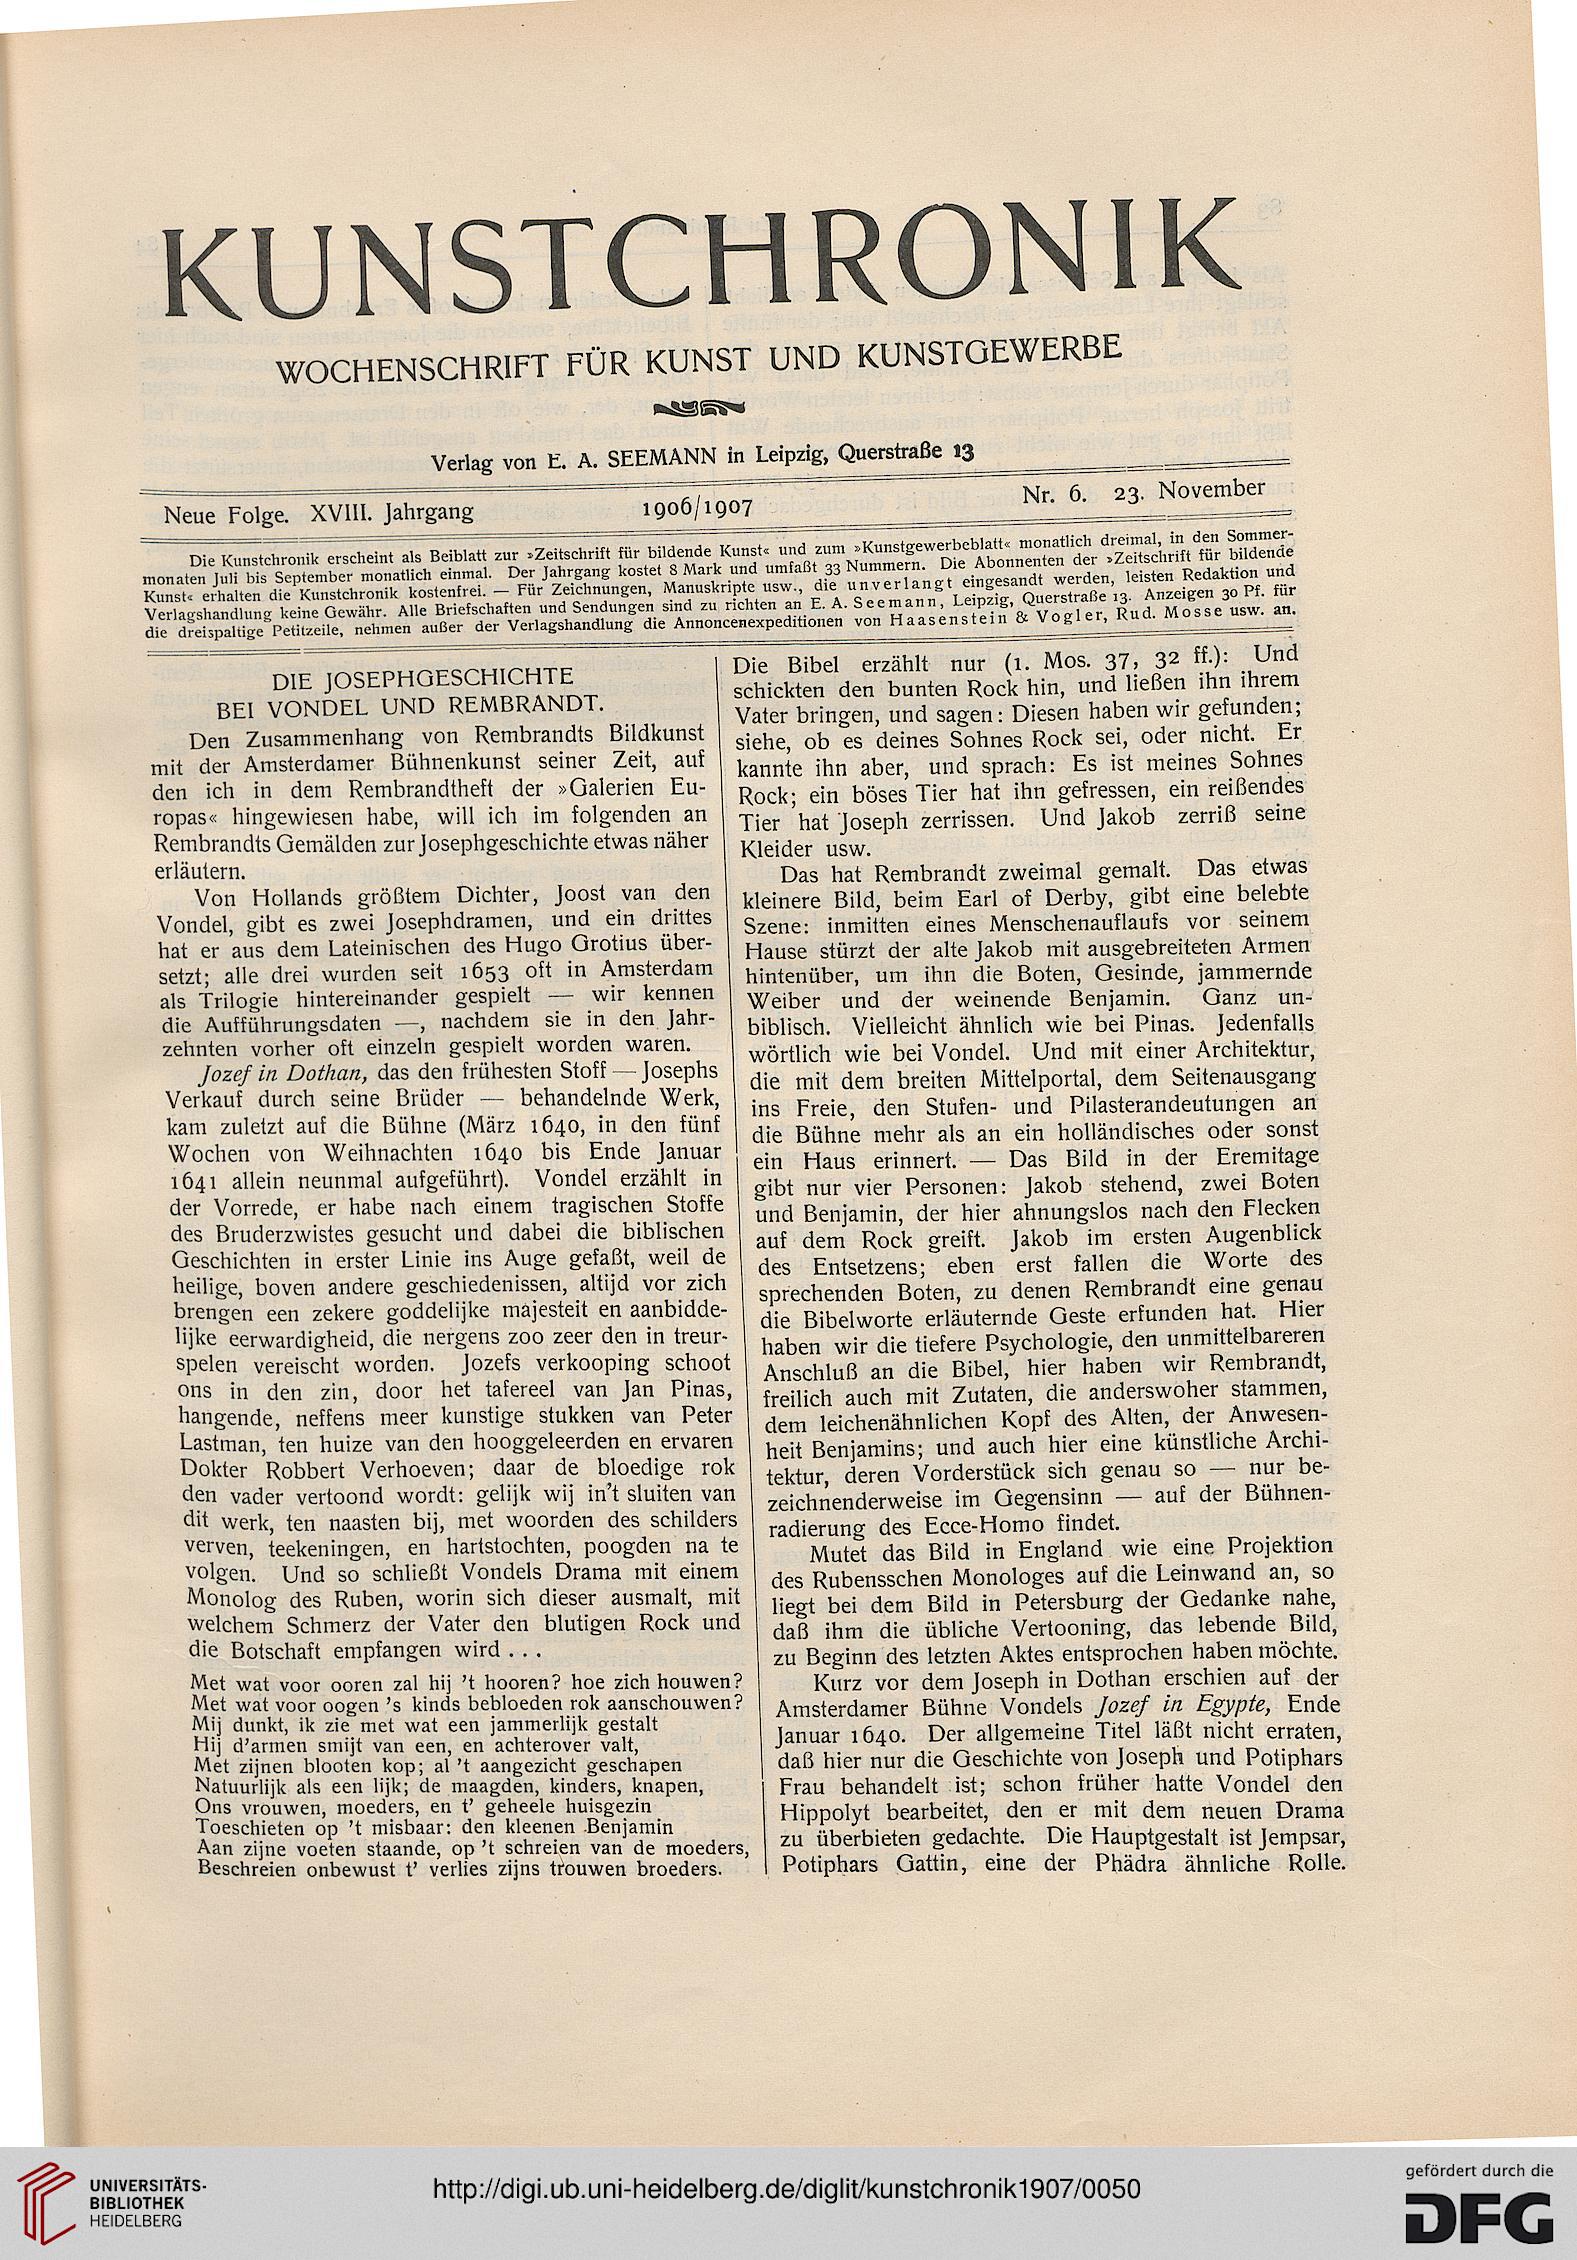 KUNSTCHRONIK
WOCHENSCHRIFT FÜR KUNST UND KUNSTGEWERBE
Verlag von E. A. SEEMANN in Leipzig, Querstraße 13
Neue Folge. XVIII. Jahrgang 1906/1907 Nr. 6. 23. November
Die Kunstchronik erscheint als Beiblatt zur »Zeitschrift für bildende Kunst« und zum »Kunstgewerbeblatt« monatlich dreimal, in den Sommer-
monaten Juli bis September monatlich einmal. Der Jahrgang kostet 8 Mark und umfaßt 33 Nummern. Die Abonnenten der »Zeitschrift für bildende
Kunst« erhalten die Kunstchronik kostenfrei. — Für Zeichnungen, Manuskripte usw., die unverlangt eingesandt werden, leisten Redaktion und
Verlagshandlung keine Gewähr. Alle Briefschaften und Sendungen sind zu richten an E. A. Seemann, Leipzig, Querstraße 13. Anzeigen 30 Pf. für
die dreispaltige Petitzeile, nehmen außer der Verlagshandlung die Annoncenexpeditionen von Haasenstein & Vogler, Rud. Mosse usw. an.
DIE JOSEPHGESCHICHTE
BEI VONDEL UND REMBRANDT.
Den Zusammenhang von Rembrandts Bildkunst
mit der Amsterdamer Bühnenkunst seiner Zeit, auf
den ich in dem Rembrandtheft der »Galerien Eu-
ropas« hingewiesen habe, will ich im folgenden an
Rembrandts Gemälden zur Josephgeschichte etwas näher
erläutern.
Von Hollands größtem Dichter, Joost van den
Vondel, gibt es zwei Josephdramen, und ein drittes
hat er aus dem Lateinischen des Hugo Grotius über-
setzt; alle drei wurden seit 1653 oft in Amsterdam
als Trilogie hintereinander gespielt — wir kennen
die Aufführungsdaten —, nachdem sie in den Jahr-
zehnten vorher oft einzeln gespielt worden waren.
Jozef in Dothan, das den frühesten Stoff — Josephs
Verkauf durch seine Brüder — behandelnde Werk,
kam zuletzt auf die Bühne (März 1640, in den fünf
Wochen von Weihnachten 1640 bis Ende Januar
1641 allein neunmal aufgeführt). Vondel erzählt in
der Vorrede, er habe nach einem tragischen Stoffe
des Bruderzwistes gesucht und dabei die biblischen
Geschichten in erster Linie ins Auge gefaßt, weil de
heilige, boven andere geschiedenissen, altijd vor zich
brengen een zekere goddelijke majesteit en aanbidde-
lijke eerwardigheid, die nergens zoo zeer den in treur-
spelen vereischt worden. Jozefs verkooping schoot
ons in den zin, door het tafereel van Jan Pinas,
hangende, neffens meer kunstige stukken van Peter
Lastman, ten huize van den hooggeleerden en ervaren
Dokter Robbert Verhoeven; daar de bloedige rok
den vader vertoond wordt: gelijk wij in't sluiten van
dit werk, ten naasten bij, met woorden des schilders
verven, teekeningen, en hartstochten, poogden na te
volgen. Und so schließt Vondels Drama mit einem
Monolog des Ruben, worin sich dieser ausmalt, mit
welchem Schmerz der Vater den blutigen Rock und
die Botschaft empfangen wird . . .
Met wat voor ooren zal hij 't hooren? hoe zich houwen?
Met wat voor oogen 's kinds bebloeden rok aanschouwen?
Mij dunkt, ik zie met wat een jammerlijk gestalt
Hij d'armen smijt van een, en achterover valt,
Met zijnen blooten kop; al 't aangezicht geschapen
Natuurlijk als een lijk; de maagden, kinders, knapen,
Ons vrouwen, moeders, en t' geheele huisgezin
Toeschieten op 't misbaar: den kleenen Benjamin
Aan zijne voeten staande, op 't schreien van de moeders,
Beschreien onbewust t' verlies zijns trouwen broeders.
Die Bibel erzählt nur (1. Mos. 37, 32 ff.): Und
schickten den bunten Rock hin, und ließen ihn ihrem
Vater bringen, und sagen: Diesen haben wir gefunden;
siehe, ob es deines Sohnes Rock sei, oder nicht. Er
kannte ihn aber, und sprach: Es ist meines Sohnes
Rock; ein böses Tier hat ihn gefressen, ein reißendes
Tier hat Joseph zerrissen. Und Jakob zerriß seine
Kleider usw.
Das hat Rembrandt zweimal gemalt. Das etwas
kleinere Bild, beim Earl of Derby, gibt eine belebte
Szene: inmitten eines Menschenauflaufs vor seinem
Hause stürzt der alte Jakob mit ausgebreiteten Armen
hintenüber, um ihn die Boten, Gesinde, jammernde
Weiber und der weinende Benjamin. Ganz un-
biblisch. Vielleicht ähnlich wie bei Pinas. Jedenfalls
wörtlich wie bei Vondel. Und mit einer Architektur,
die mit dem breiten Mittelportal, dem Seitenausgang
ins Freie, den Stufen- und Pilasterandeutungen an
die Bühne mehr als an ein holländisches oder sonst
ein Haus erinnert. — Das Bild in der Eremitage
gibt nur vier Personen: Jakob stehend, zwei Boten
und Benjamin, der hier ahnungslos nach den Flecken
auf dem Rock greift. Jakob im ersten Augenblick
des Entsetzens; eben erst fallen die Worte des
sprechenden Boten, zu denen Rembrandt eine genau
die Bibelworte erläuternde Geste erfunden hat. Hier
haben wir die tiefere Psychologie, den unmittelbareren
Anschluß an die Bibel, hier haben wir Rembrandt,
freilich auch mit Zutaten, die anderswoher stammen,
dem leichenähnlichen Kopf des Alten, der Anwesen-
heit Benjamins; und auch hier eine künstliche Archi-
tektur, deren Vorderstück sich genau so — nur be-
zeichnenderweise im Gegensinn — auf der Bühnen-
radierung des Ecce-Homo findet.
Mutet das Bild in England wie eine Projektion
des Rubensschen Monologes auf die Leinwand an, so
liegt bei dem Bild in Petersburg der Gedanke nahe,
daß ihm die übliche Vertooning, das lebende Bild,
zu Beginn des letzten Aktes entsprochen haben möchte.
Kurz vor dem Joseph in Dothan erschien auf der
Amsterdamer Bühne Vondels Jozef in Egypte, Ende
Januar 1640. Der allgemeine Titel läßt nicht erraten,
daß hier nur die Geschichte von Joseph und Potiphars
Frau behandelt ist; schon früher hatte Vondel den
Hippolyt bearbeitet, den er mit dem neuen Drama
zu überbieten gedachte. Die Hauptgestalt ist Jempsar,
Potiphars Gattin, eine der Phädra ähnliche Rolle.
UNIVERSITÄTS-
BIBLIOTHEK
HEIDELBERG
http://digi.ub.uni-heidelberg.de/diglit/kunstchronik1907/0050
gefördert durch die
DFG